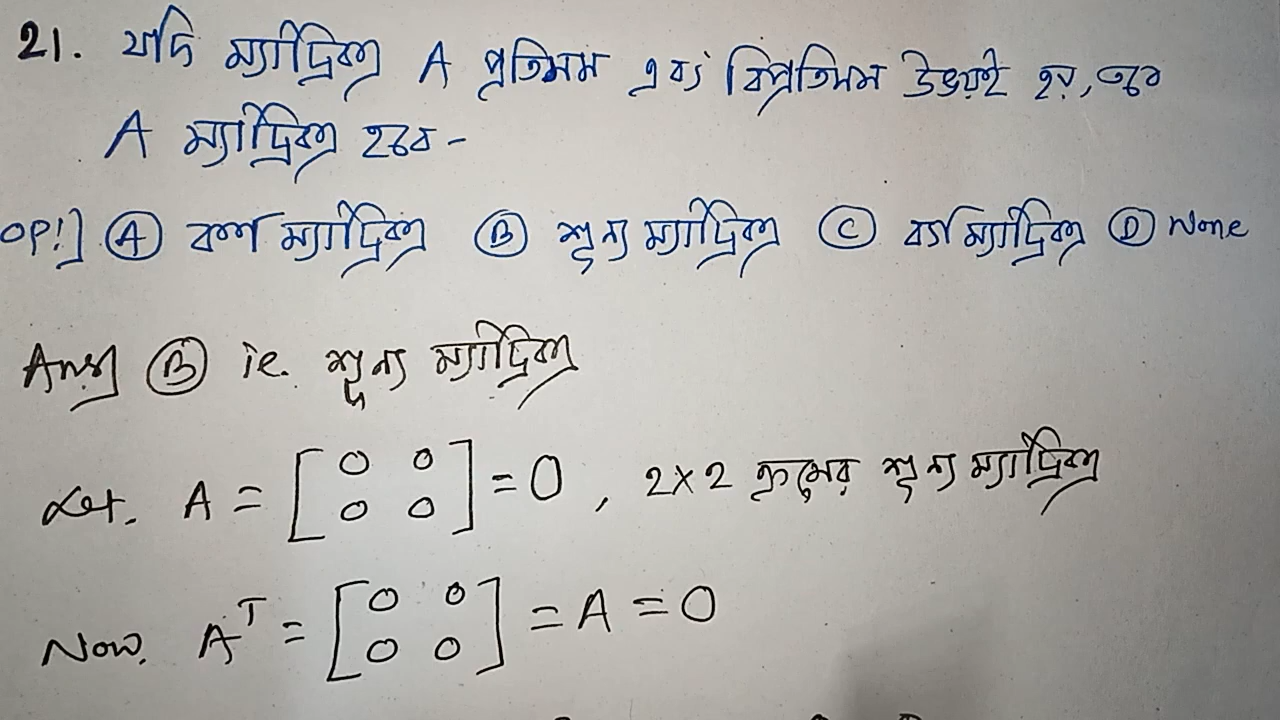 21. যদি ম্যাট্রিক্স A প্রতিসম এবং বিপ্রতিসম উভয়ই হয়, তবে
A ম্যাট্রিক্স হবে -
OP!] Ⓐ কর্ণ ম্যাট্রিক্স Ⓑ শূন্য ম্যাট্রিক্স Ⓒ বর্গ ম্যাট্রিক্স Ⓓ None
Ans] Ⓑ ie. শূন্য ম্যাট্রিক্স
Let. A = [0 0 0 0] = 0, 2×2 ক্রমের শূন্য ম্যাট্রিক্স
Now. Aᵀ = [0 0 0 0] = A = 0